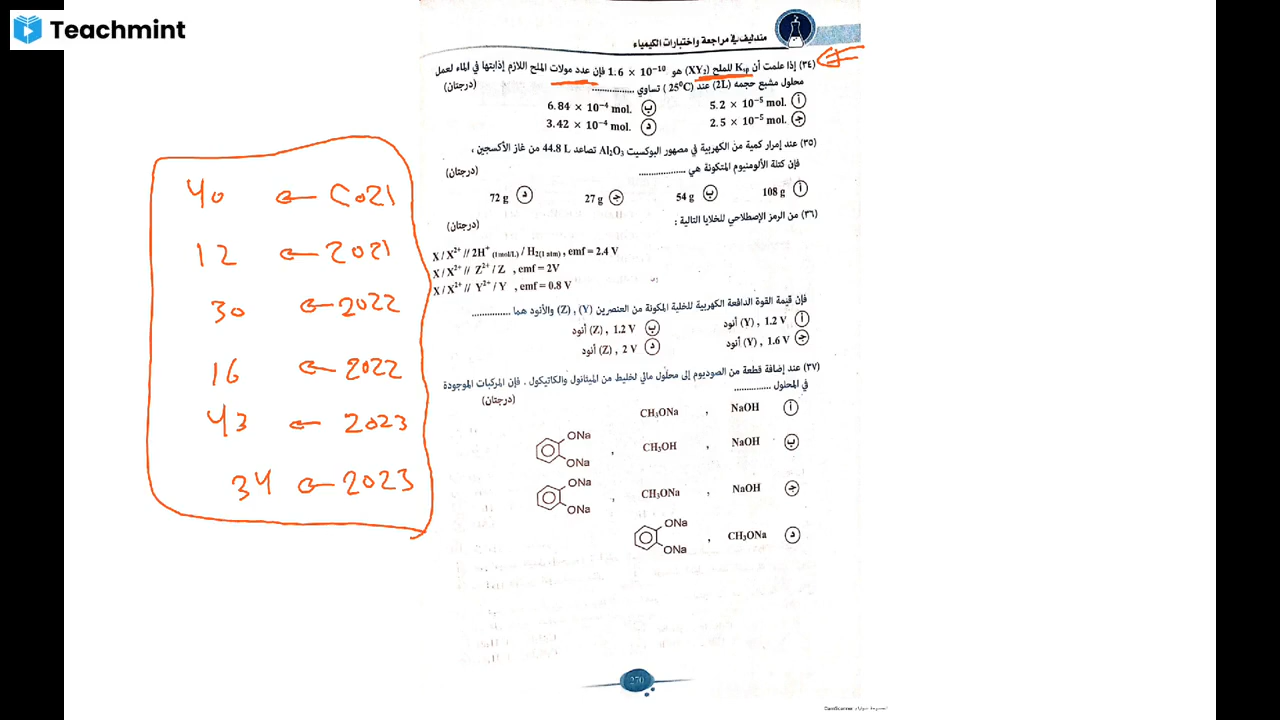 Teachmint
مندليف في مراجعة واختبارات الكيمياء
(٣٤) إذا علمت أن Ksp للملح (XY2) هو 1.6 × 10−10 فإن عدد مولات الملح اللازم إذابتها في الماء لعمل
محلول مشبع حجمه (2L) عند (25⁰C) تساوي ................
(درجتان)
أ 5.2 × 10−5 mol.
ب 6.84 × 10−4 mol.
ج 2.5 × 10−5 mol.
د 3.42 × 10−4 mol.
(٣٥) عند إمرار كمية من الكهربية في مصهور البوكسيت Al2O3 تصاعد 44.8 L من غاز الأكسجين ،
فإن كتلة الألومنيوم المتكونة هي ................
(درجتان)
أ 108 g
ب 54 g
ج 27 g
د 72 g
(٣٦) من الرمز الإصطلاحي للخلايا التالية :
(درجتان)
X / X2+ // 2H+ (1mol/L) / H2(1 atm) , emf = 2.4 V
X / X2+ // Z2+ / Z , emf = 2V
X / X2+ // Y2+ / Y , emf = 0.8 V
فإن قيمة القوة الدافعة الكهربية للخلية المكونة من العنصرين (Y) , (Z) والأنود هما ..............
أ 1.2 V , (Y) أنود
ب 1.2 V , (Z) أنود
ج 1.6 V , (Y) أنود
د 2 V , (Z) أنود
(٣٧) عند إضافة قطعة من الصوديوم إلى محلول مائي لخليط من الميثانول والكاتيكول ، فإن المركبات الموجودة
في المحلول ..............
(درجتان)
أ NaOH , CH3ONa
ب NaOH , CH3OH , ONa ONa
ج NaOH , CH3ONa , ONa ONa
د CH3ONa , ONa ONa
40 ← 2021
12 ← 2021
30 ← 2022
16 ← 2022
43 ← 2023
34 ← 2023
270
CamScanner